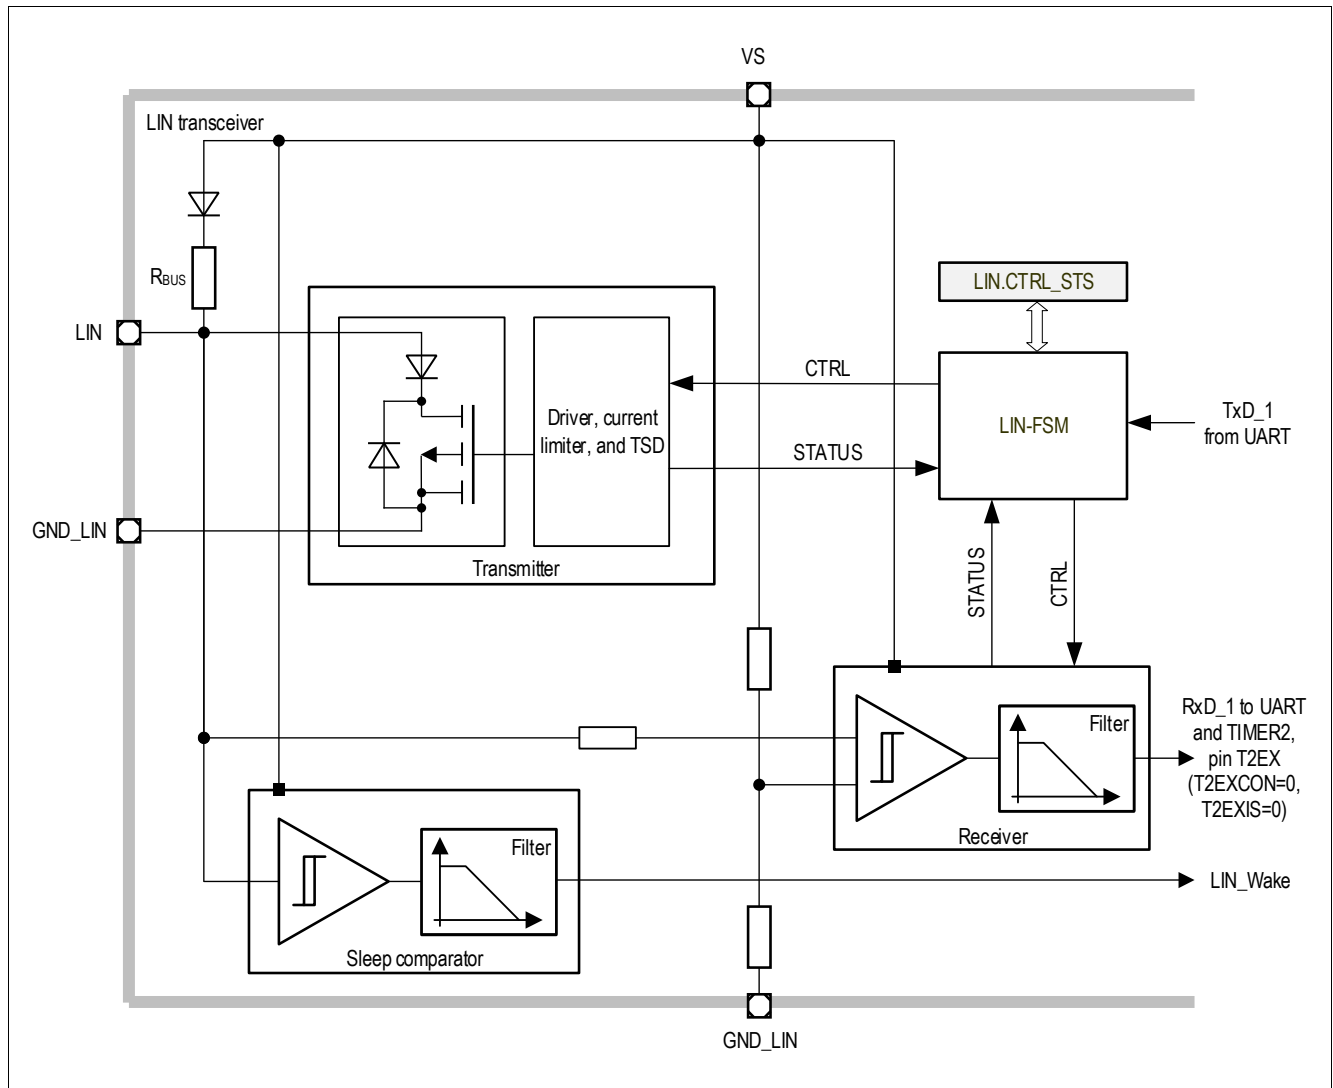 VS
LIN transceiver
RBUS
LIN
LIN.CTRL_STS
CTRL
LIN-FSM
TxD_1
from UART
Driver, current
limiter, and TSD
STATUS
GND_LIN
Transmitter
STATUS
CTRL
Filter
RxD_1 to UART
and TIMER2,
pin T2EX
(T2EXCON=0,
T2EXIS=0)
Receiver
Filter
LIN_Wake
Sleep comparator
GND_LIN